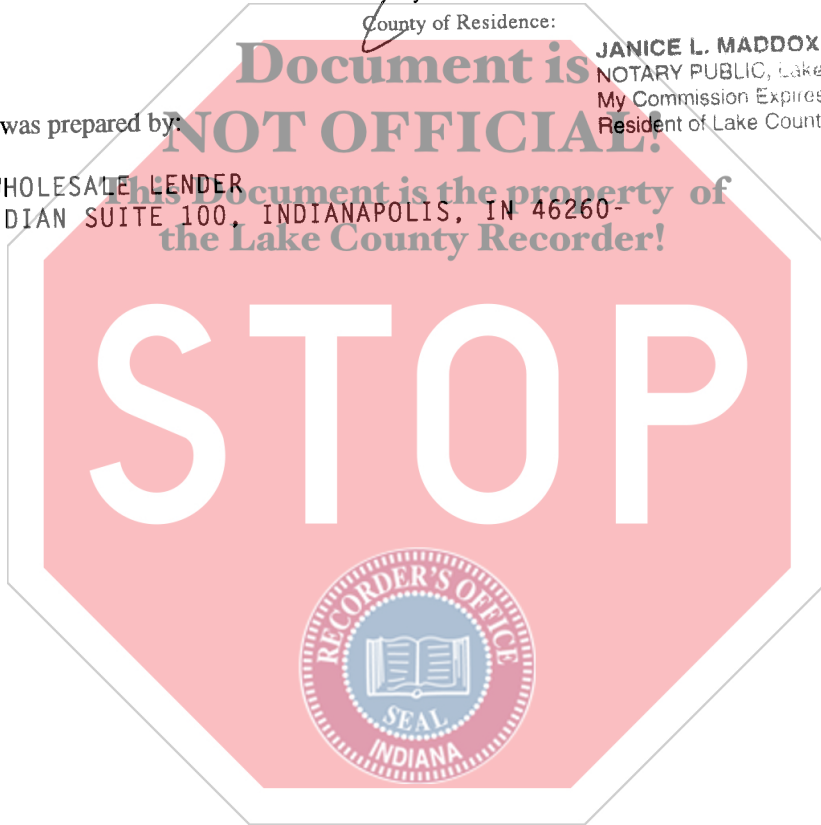 County of Residence:
JANICE L. MADDOX
Document is
NOTARY PUBLIC, Lake
My Commission Expires
was prepared by:
NOT OFFICIAL!
Resident of Lake Count
HOLESALE LENDER
This Document is the property of
DIAN SUITE 100, INDIANAPOLIS, IN 46260-
the Lake County Recorder!
STOP
RECORDER'S OFFICE
SEAL
INDIANA